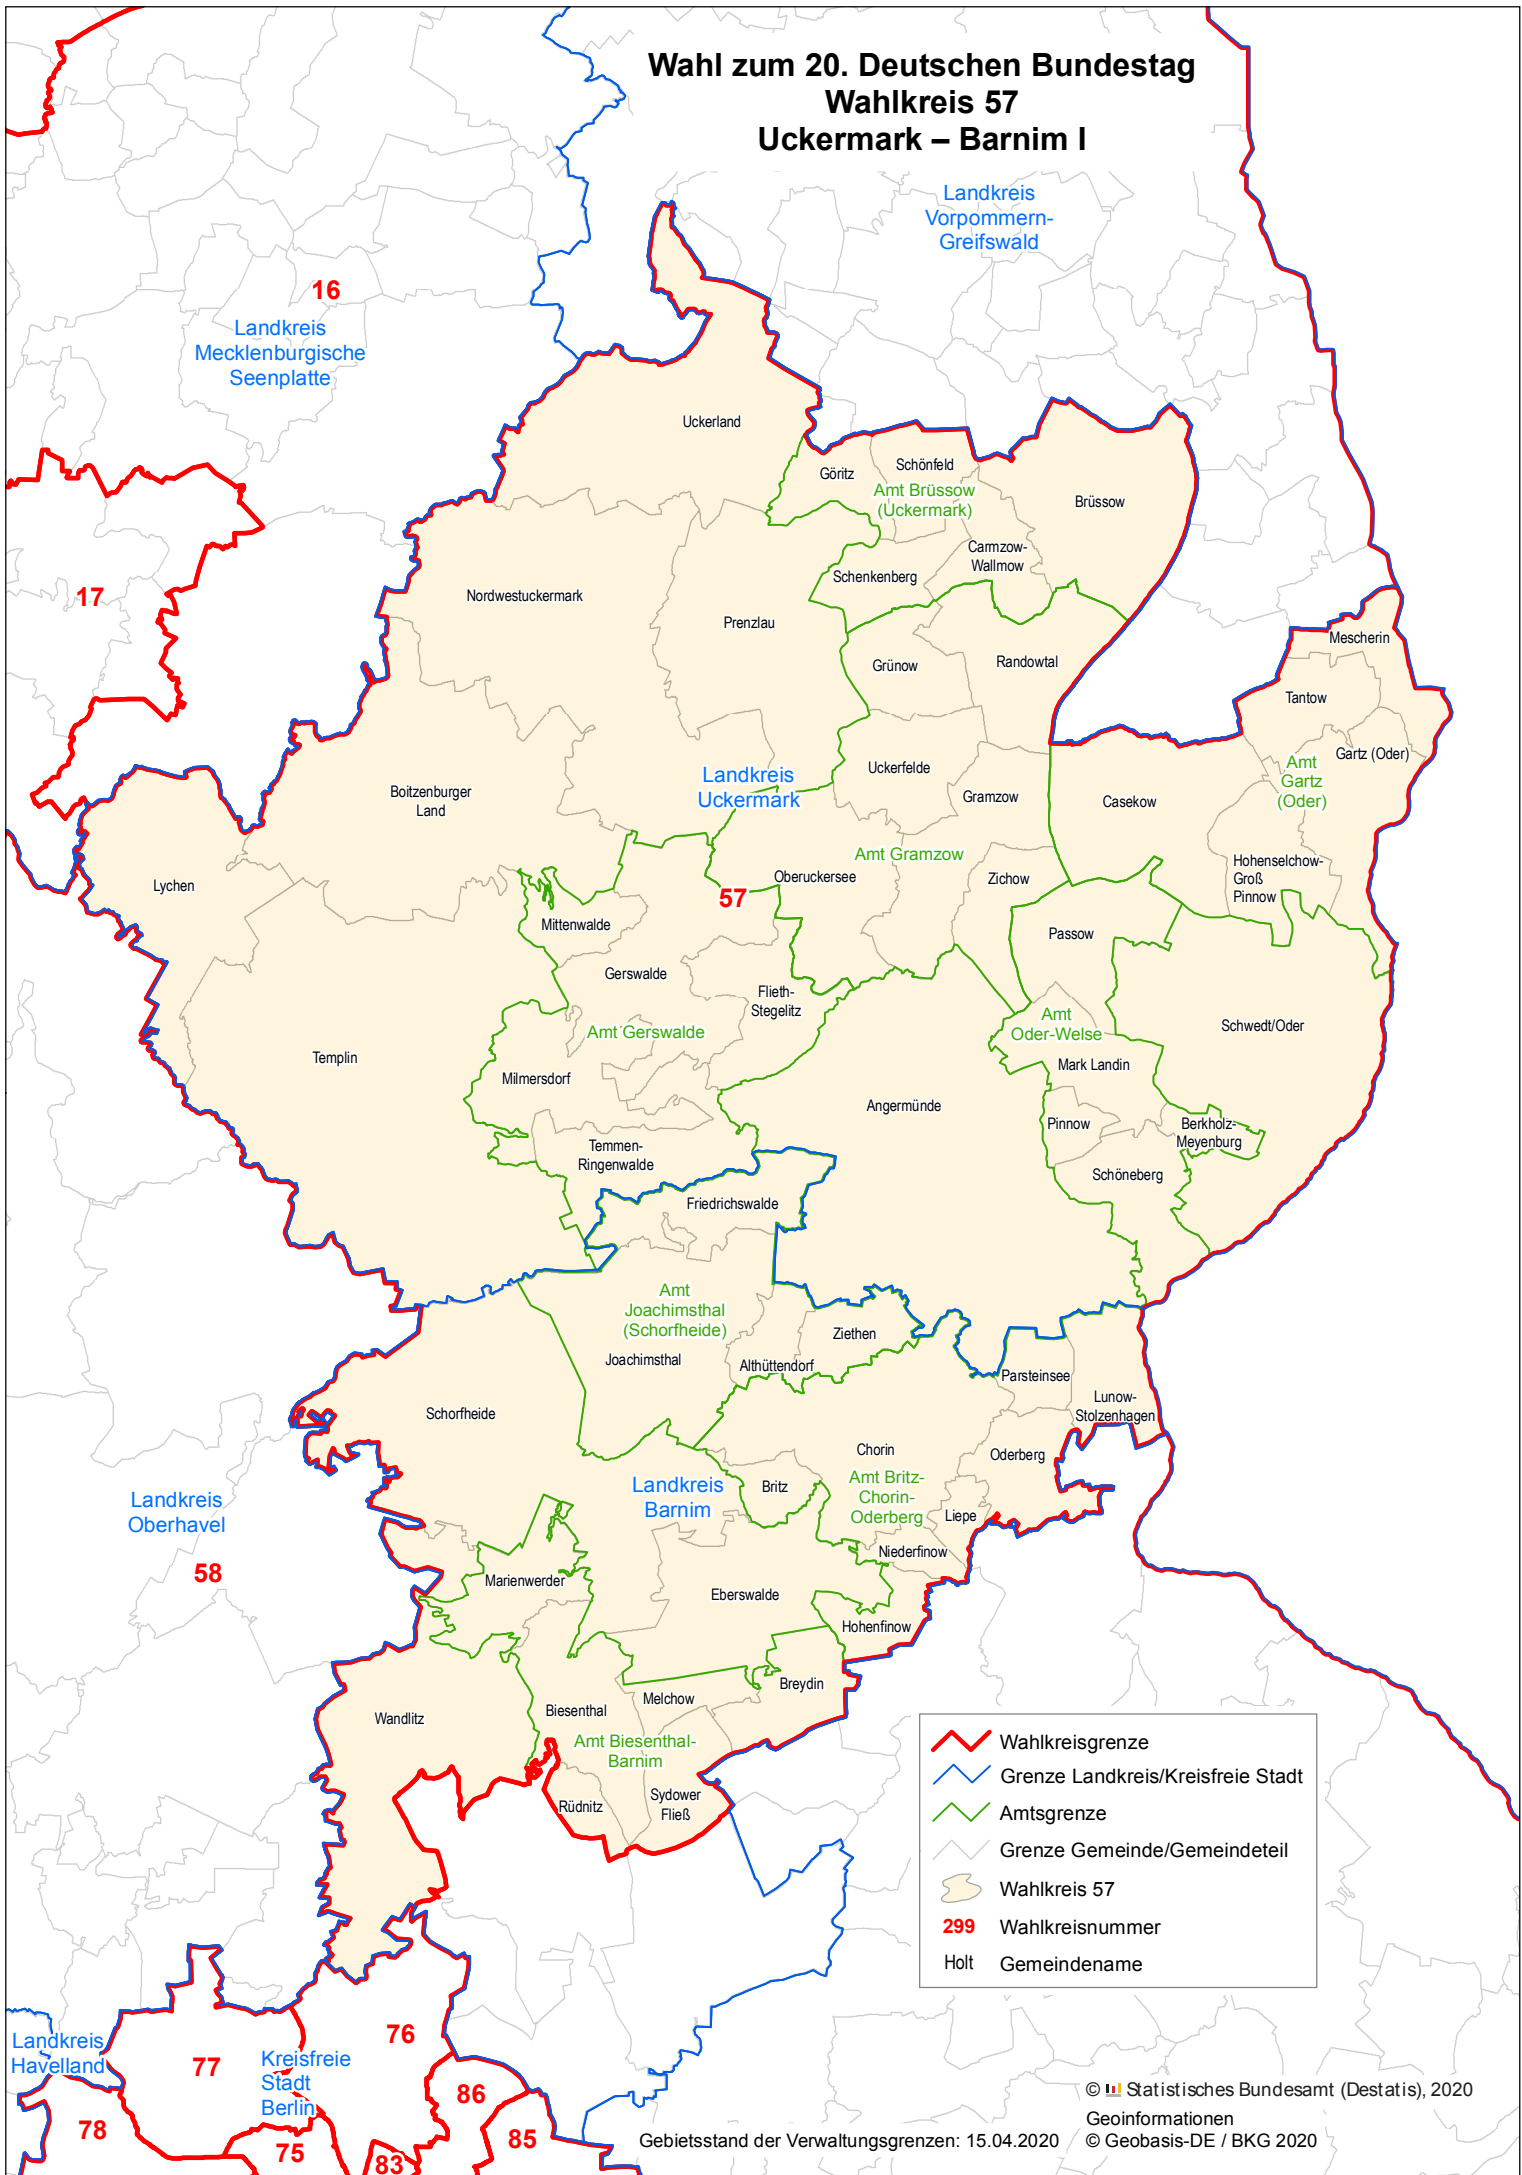 Wahl zum 20. Deutschen Bundestag
Wahlkreis 57
Uckermark – Barnim I
Landkreis
Vorpommern-
Greifswald
16
Landkreis
Mecklenburgische
Seenplatte
Uckerland
Göritz
Schönfeld
Amt Brüssow
(Uckermark)
Brüssow
Carmzow-
Wallmow
Schenkenberg
17
Nordwestuckermark
Prenzlau
Grünow
Randowtal
Mescherin
Tantow
Gartz (Oder)
Amt
Gartz
(Oder)
Landkreis
Uckermark
Uckerfelde
Gramzow
Casekow
Boitzenburger
Land
Amt Gramzow
Oberuckersee
Zichow
Hohenselchow-
Groß
Pinnow
Lychen
57
Mittenwalde
Passow
Gerswalde
Flieth-
Stegelitz
Amt
Oder-Welse
Schwedt/Oder
Amt Gerswalde
Templin
Mark Landin
Milmersdorf
Angermünde
Pinnow
Berkholz-
Meyenburg
Temmen-
Ringenwalde
Schöneberg
Friedrichswalde
Amt
Joachimsthal
(Schorfheide)
Ziethen
Joachimsthal
Althüttendorf
Parsteinsee
Lunow-
Stolzenhagen
Schorfheide
Chorin
Oderberg
Landkreis
Barnim
Britz
Amt Britz-
Chorin-
Oderberg
Liepe
Landkreis
Oberhavel
58
Niederfinow
Marienwerder
Eberswalde
Hohenfinow
Breydin
Melchow
Biesenthal
Wandlitz
Amt Biesenthal-
Barnim
Rüdnitz
Sydower
Fließ
Wahlkreisgrenze
Grenze Landkreis/Kreisfreie Stadt
Amtsgrenze
Grenze Gemeinde/Gemeindeteil
Wahlkreis 57
299 Wahlkreisnummer
Holt Gemeindename
Landkreis
Havelland
77
76
Kreisfreie
Stadt
Berlin
86
78
75
83
85
Gebietsstand der Verwaltungsgrenzen: 15.04.2020
© Statistisches Bundesamt (Destatis), 2020
Geoinformationen
© Geobasis-DE / BKG 2020